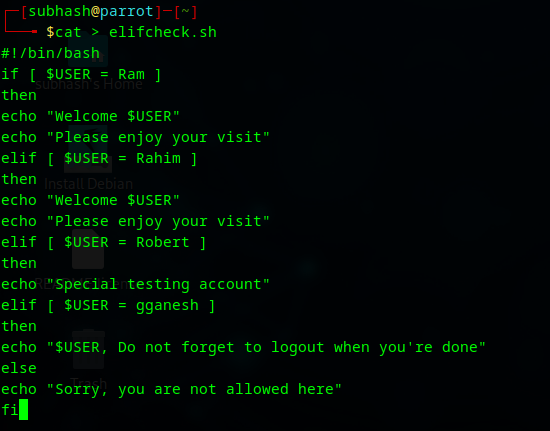 ┌─[subhash@parrot]─[~]
└──╼ $cat > elifcheck.sh
#!/bin/bash
if [ $USER = Ram ]
then
echo "Welcome $USER"
echo "Please enjoy your visit"
elif [ $USER = Rahim ]
then
echo "Welcome $USER"
echo "Please enjoy your visit"
elif [ $USER = Robert ]
then
echo "Special testing account"
elif [ $USER = gganesh ]
then
echo "$USER, Do not forget to logout when you're done"
else
echo "Sorry, you are not allowed here"
fi
subhash's Home
Install Debian
Trash